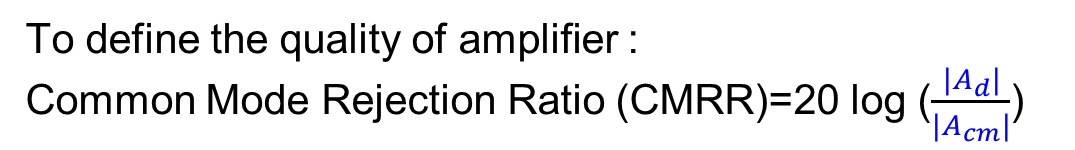 To define the quality of amplifier :
Common Mode Rejection Ratio (CMRR)=20 log (|A_d|/|A_cm|)